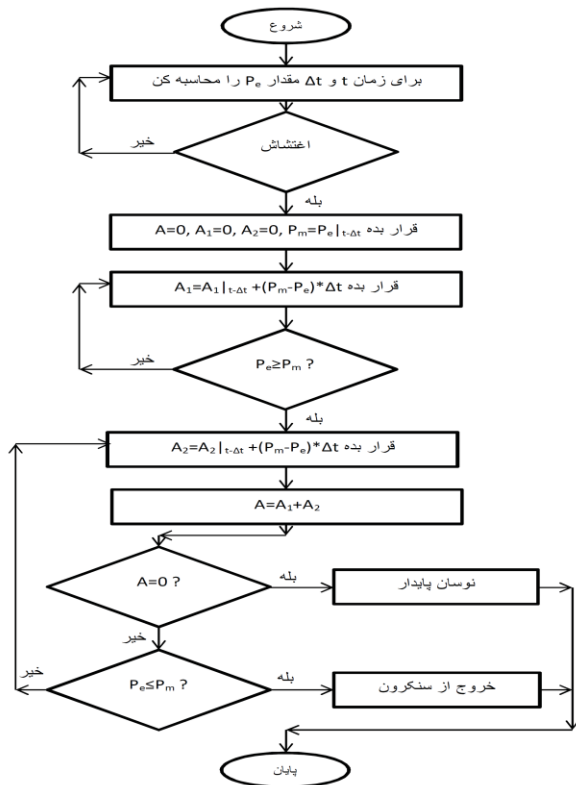 شروع
برای زمان t و Δt مقدار Pₑ را محاسبه کن
اغتشاش
خیر
بله
قرار بده A=0, A₁=0, A₂=0, Pₘ=Pₑ|ₜ₋Δₜ
قرار بده A₁=A₁|ₜ₋Δₜ +(Pₘ-Pₑ)*Δt
Pₑ≥Pₘ ?
خیر
بله
قرار بده A₂=A₂|ₜ₋Δₜ +(Pₘ-Pₑ)*Δt
A=A₁+A₂
A=0 ?
بله
نوسان پایدار
خیر
Pₑ≤Pₘ ?
خیر
بله
خروج از سنکرون
پایان